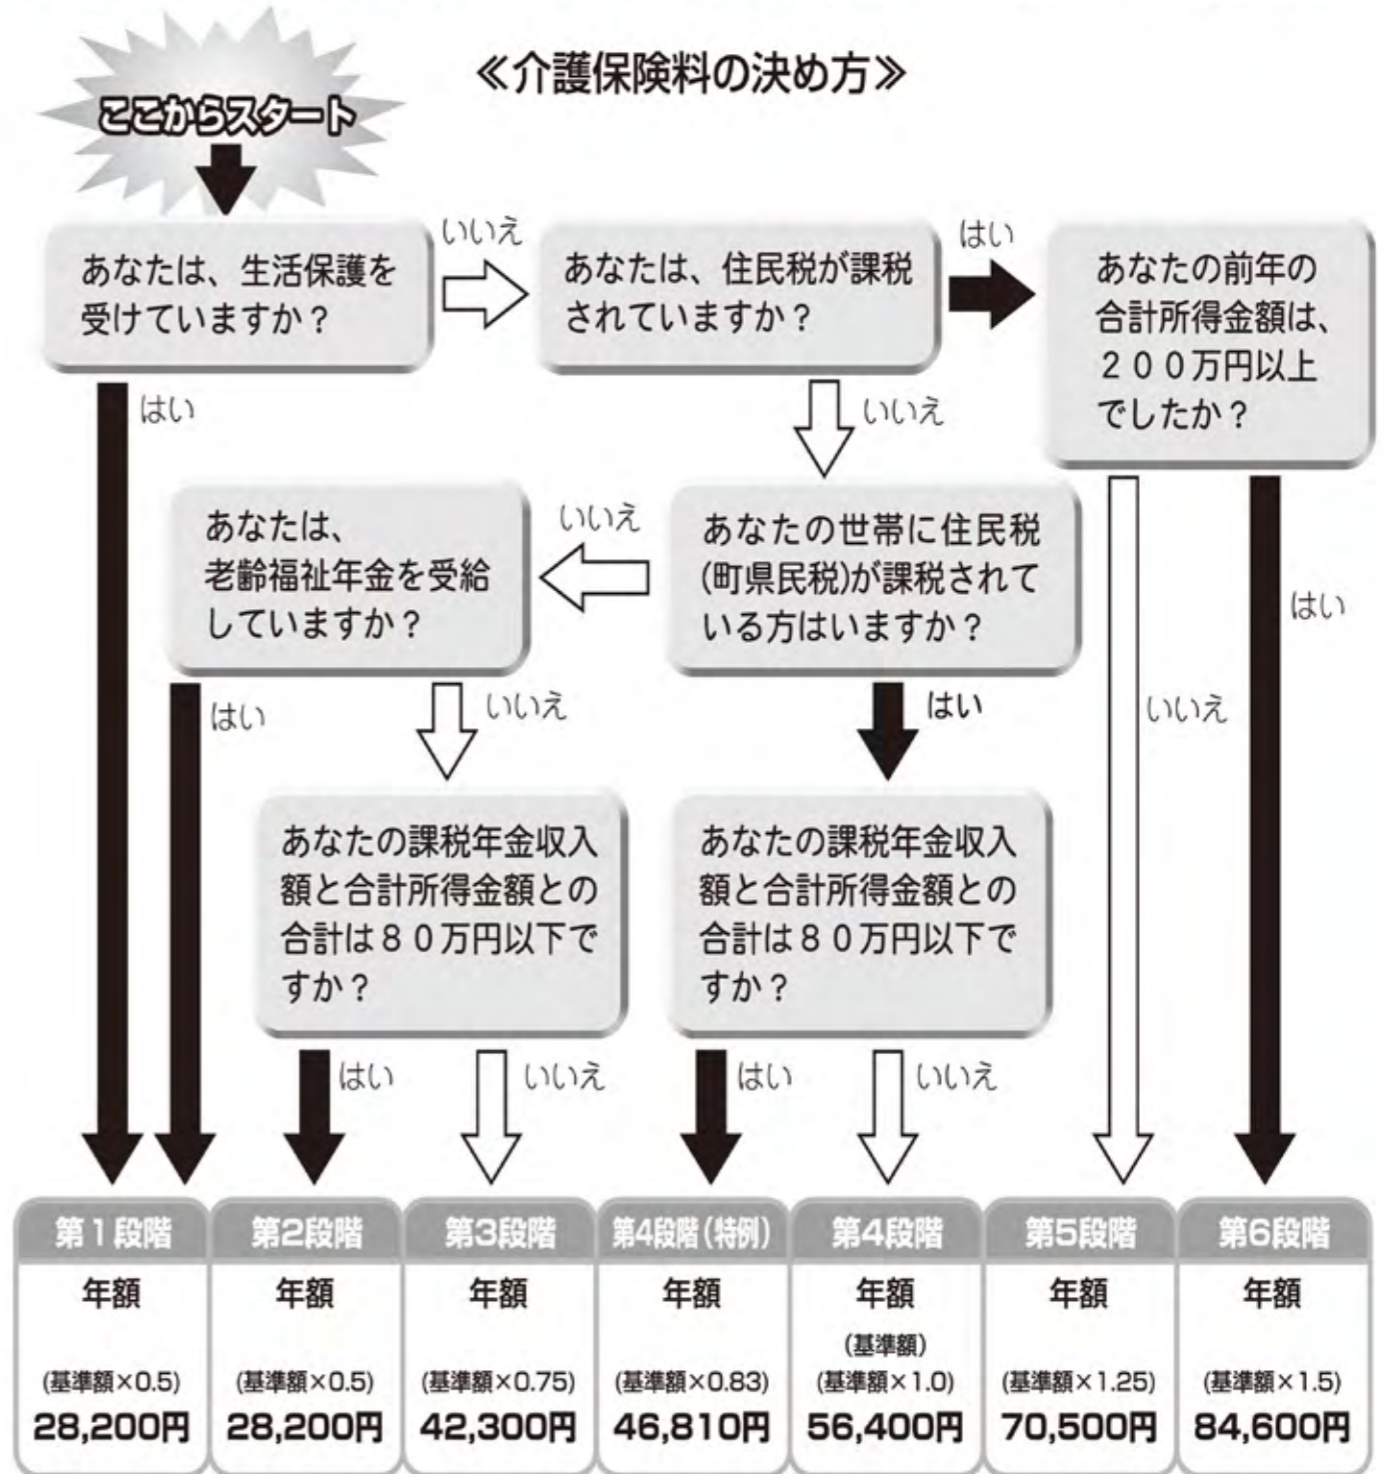 ≪介護保険料の決め方≫
ここからスタート
あなたは、生活保護を
受けていますか？
いいえ
あなたは、住民税が課税
されていますか？
はい
あなたの前年の
合計所得金額は、
２００万円以上
でしたか？
はい
いいえ
あなたは、
老齢福祉年金を受給
していますか？
いいえ
あなたの世帯に住民税
(町県民税)が課税されて
いる方はいますか？
はい
いいえ
はい
いいえ
はい
あなたの課税年金収入
額と合計所得金額との
合計は８０万円以下で
すか？
あなたの課税年金収入
額と合計所得金額との
合計は８０万円以下で
すか？
はい
いいえ
はい
いいえ
第１段階
年額
(基準額×0.5)
28,200円
第2段階
年額
(基準額×0.5)
28,200円
第3段階
年額
(基準額×0.75)
42,300円
第4段階(特例)
年額
(基準額×0.83)
46,810円
第4段階
年額
(基準額)
(基準額×1.0)
56,400円
第5段階
年額
(基準額×1.25)
70,500円
第6段階
年額
(基準額×1.5)
84,600円